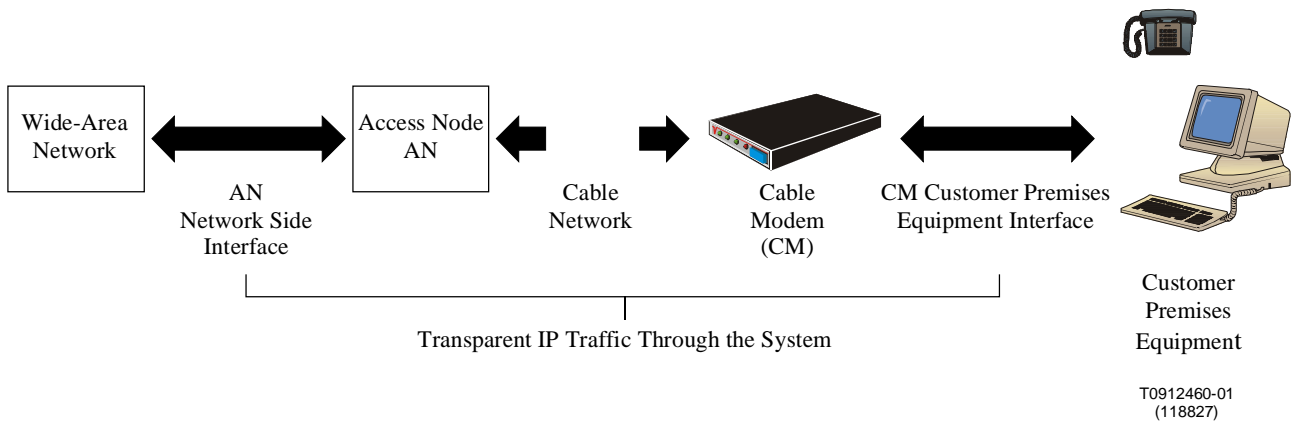 Wide-Area
Network
Access Node
AN
AN
Network Side
Interface
Cable
Network
Cable
Modem
(CM)
CM Customer Premises
Equipment Interface
Customer
Premises
Equipment
Transparent IP Traffic Through the System
T0912460-01
(118827)